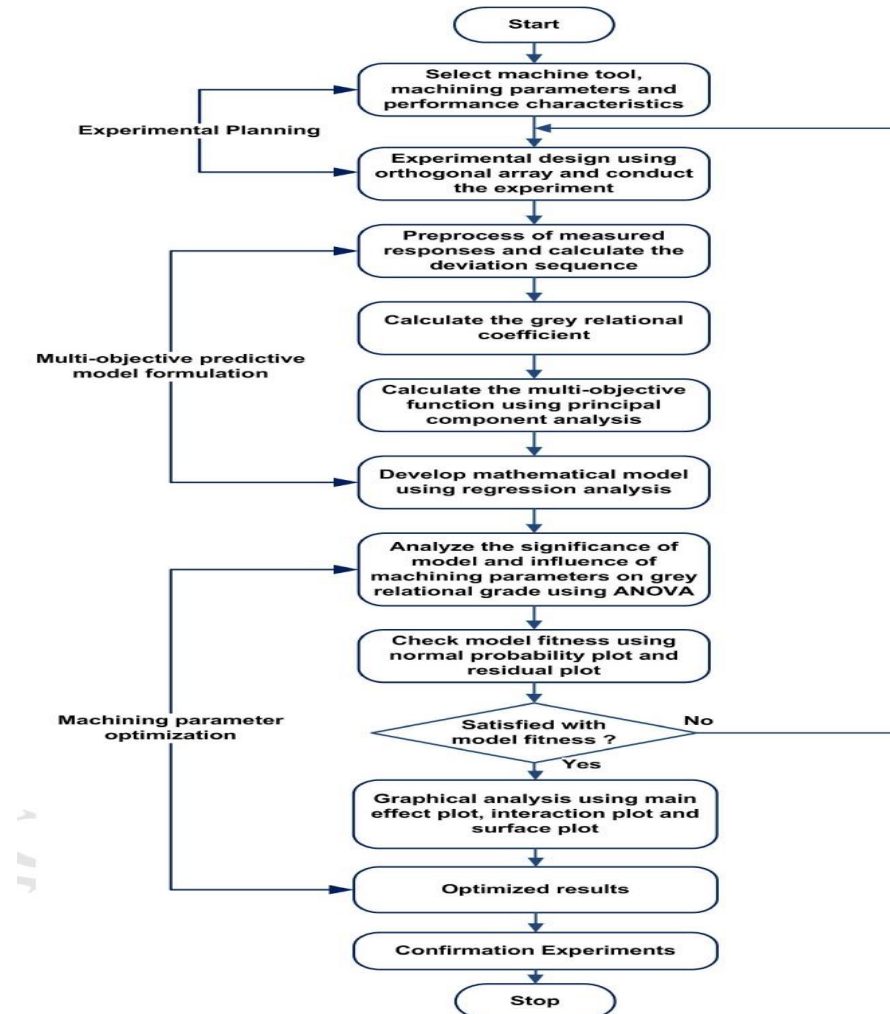 Start
Select machine tool,
machining parameters and
performance characteristics
Experimental Planning
Experimental design using
orthogonal array and conduct
the experiment
Preprocess of measured
responses and calculate the
deviation sequence
Calculate the grey relational
coefficient
Multi-objective predictive
model formulation
Calculate the multi-objective
function using principal
component analysis
Develop mathematical model
using regression analysis
Analyze the significance of
model and influence of
machining parameters on grey
relational grade using ANOVA
Check model fitness using
normal probability plot and
residual plot
Machining parameter
optimization
Satisfied with
model fitness ?
No
Yes
Graphical analysis using main
effect plot, interaction plot and
surface plot
Optimized results
Confirmation Experiments
Stop